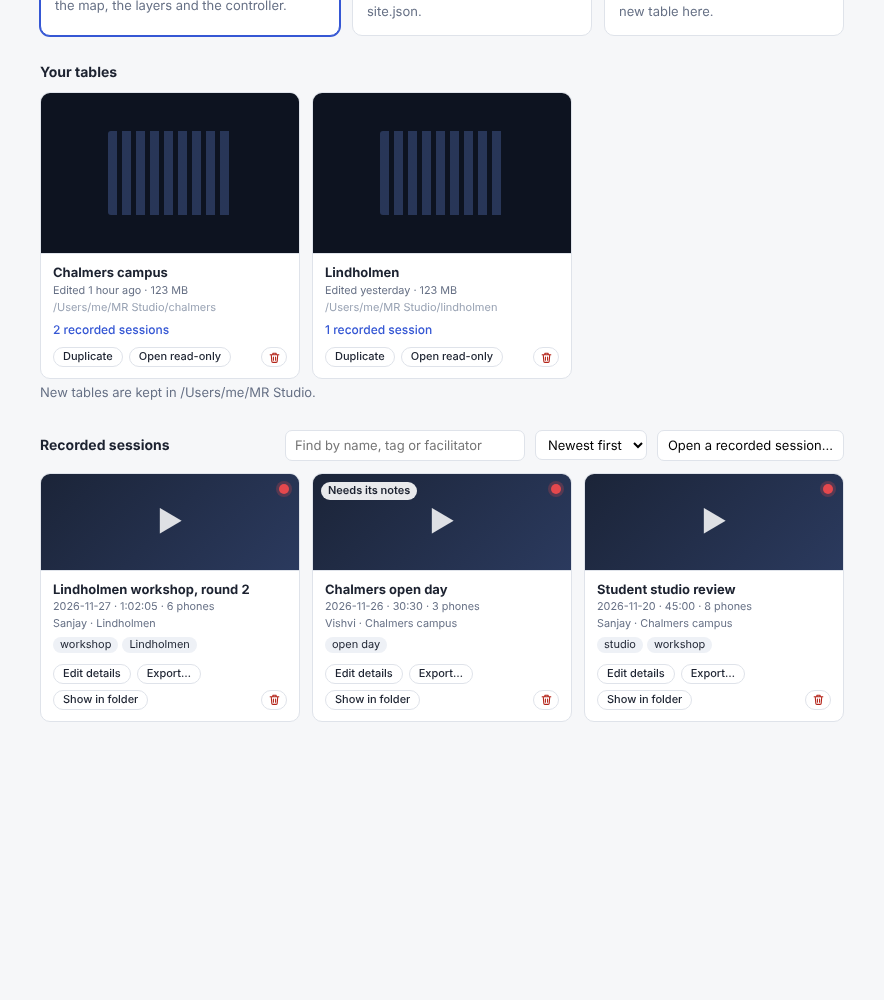 the map, the layers and the controller.
site.json.
new table here.
Your tables
Chalmers campus
Edited 1 hour ago · 123 MB
/Users/me/MR Studio/chalmers
2 recorded sessions
Duplicate
Open read-only
Lindholmen
Edited yesterday · 123 MB
/Users/me/MR Studio/lindholmen
1 recorded session
Duplicate
Open read-only
New tables are kept in /Users/me/MR Studio.
Recorded sessions
Find by name, tag or facilitator
Newest first
Open a recorded session...
Lindholmen workshop, round 2
2026-11-27 · 1:02:05 · 6 phones
Sanjay · Lindholmen
workshop
Lindholmen
Edit details
Export...
Show in folder
Needs its notes
Chalmers open day
2026-11-26 · 30:30 · 3 phones
Vishvi · Chalmers campus
open day
Edit details
Export...
Show in folder
Student studio review
2026-11-20 · 45:00 · 8 phones
Sanjay · Chalmers campus
studio
workshop
Edit details
Export...
Show in folder